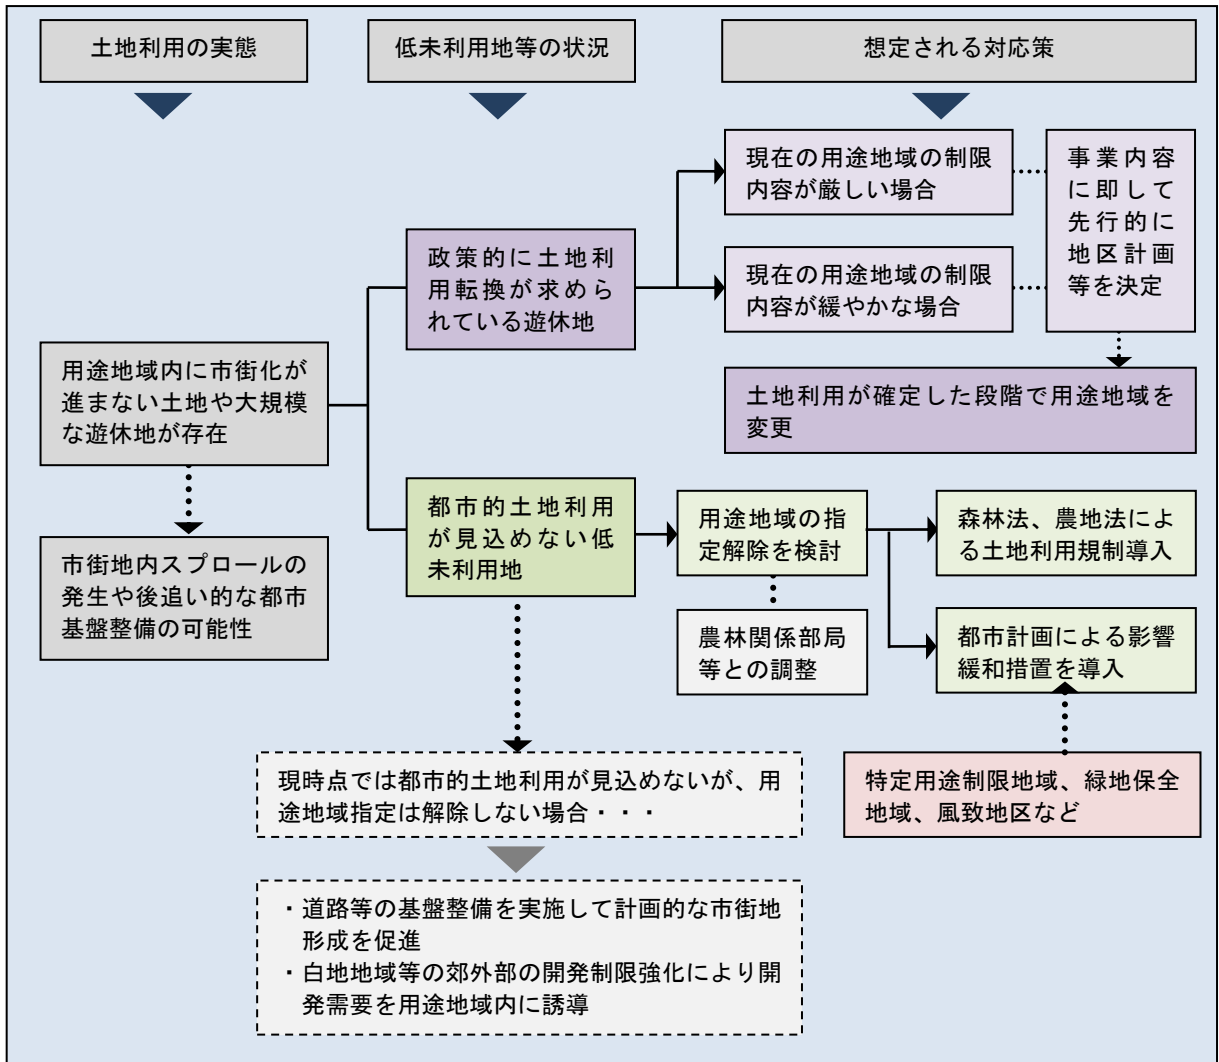 土地利用の実態
低未利用地等の状況
想定される対応策
用途地域内に市街化が
進まない土地や大規模
な遊休地が存在
市街地内スプロールの
発生や後追い的な都市
基盤整備の可能性
政策的に土地利
用転換が求めら
れている遊休地
現在の用途地域の制限
内容が厳しい場合
現在の用途地域の制限
内容が緩やかな場合
事業内容
に即して
先行的に
地区計画
等を決定
土地利用が確定した段階で用途地域を
変更
都市的土地利用
が見込めない低
未利用地
用途地域の指
定解除を検討
農林関係部局
等との調整
森林法、農地法によ
る土地利用規制導入
都市計画による影響
緩和措置を導入
特定用途制限地域、緑地保全
地域、風致地区など
現時点では都市的土地利用が見込めないが、用
途地域指定は解除しない場合・・・
・道路等の基盤整備を実施して計画的な市街地
形成を促進
・白地地域等の郊外部の開発制限強化により開
発需要を用途地域内に誘導